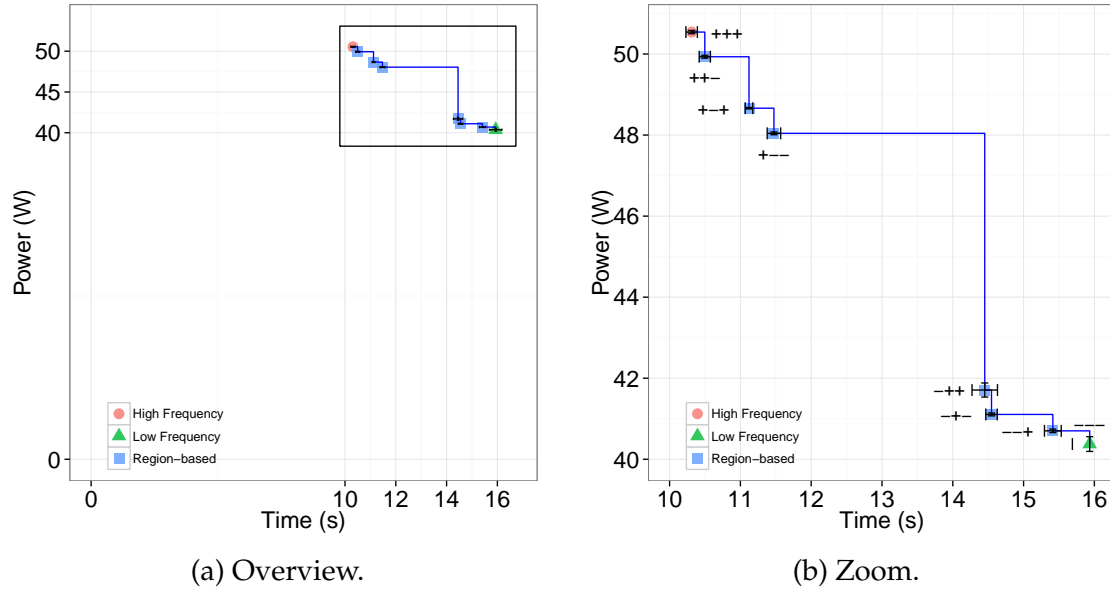 50
45
40
0
Power (W)
0
10
12
14
16
Time (s)
High Frequency
Low Frequency
Region−based
(a) Overview.
50
48
46
44
42
40
Power (W)
+++
++−
+−+
+−−
−++
−+−
−−+
−−−
10
11
12
13
14
15
16
Time (s)
High Frequency
Low Frequency
Region−based
(b) Zoom.